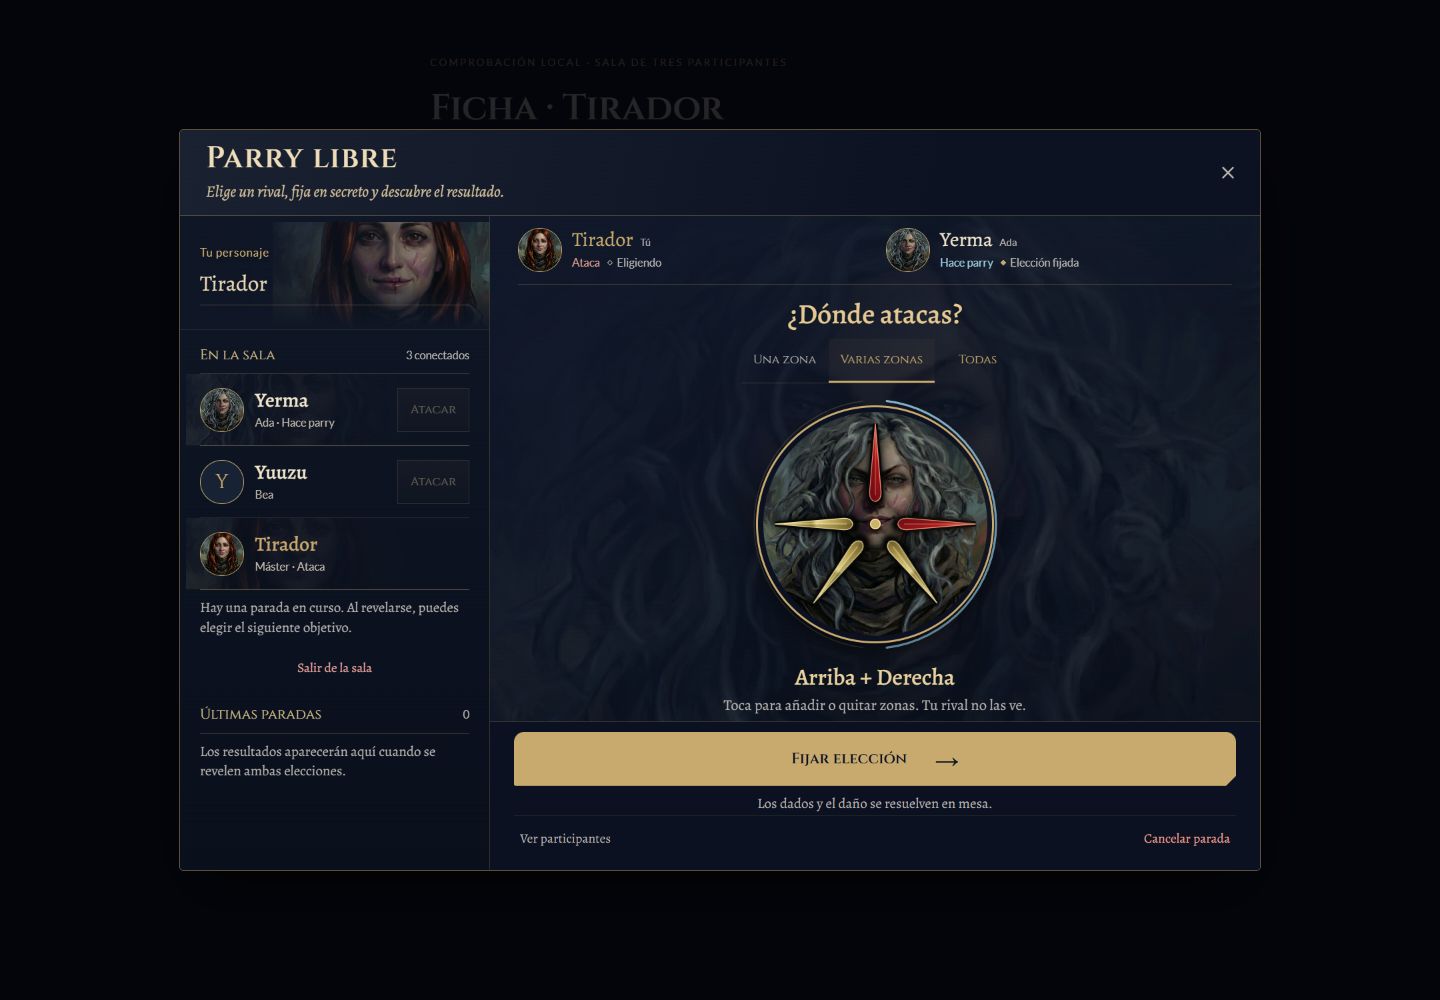 COMPROBACIÓN LOCAL · SALA DE TRES PARTICIPANTES
FICHA · TIRADOR
PARRY LIBRE
Elige un rival, fija en secreto y descubre el resultado.
×
Tu personaje
Tirador
EN LA SALA
3 conectados
Yerma
Ada · Hace parry
ATACAR
Y
Yuuzu
Bea
ATACAR
Tirador
Máster · Ataca
Hay una parada en curso. Al revelarse, puedes
elegir el siguiente objetivo.
Salir de la sala
ÚLTIMAS PARADAS
0
Los resultados aparecerán aquí cuando se
revelen ambas elecciones.
Tirador Tú
Ataca ◇ Eligiendo
Yerma Ada
Hace parry ◆ Elección fijada
¿Dónde atacas?
UNA ZONA
VARIAS ZONAS
TODAS
Arriba + Derecha
Toca para añadir o quitar zonas. Tu rival no las ve.
FIJAR ELECCIÓN →
Los dados y el daño se resuelven en mesa.
Ver participantes
Cancelar parada